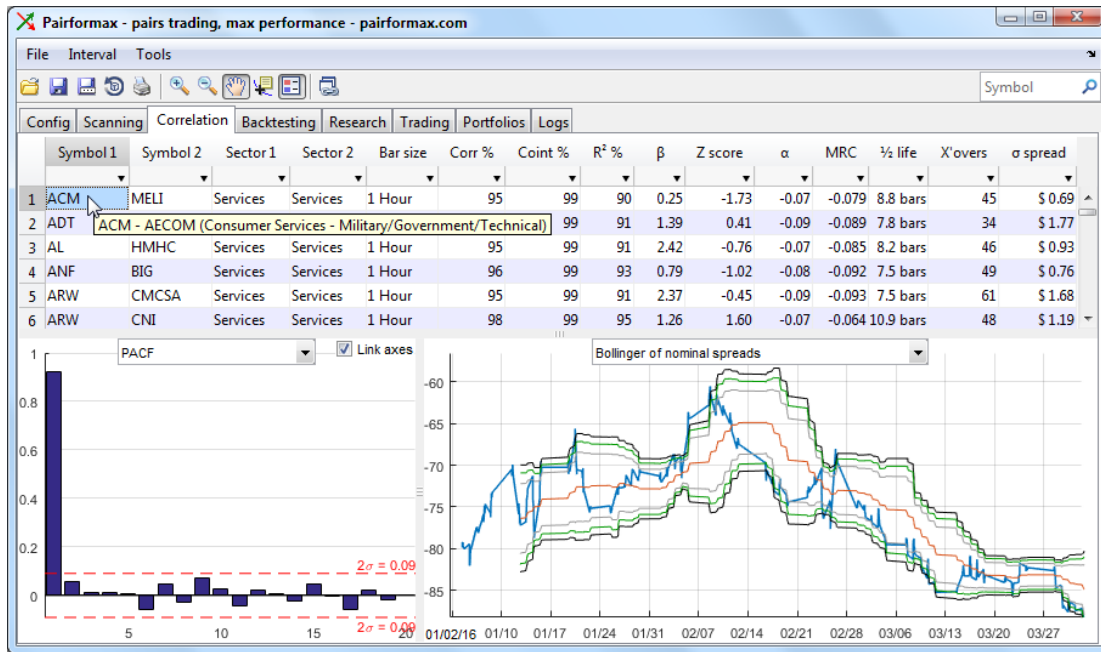 Pairformax - pairs trading, max performance - pairformax.com
File Interval Tools
Symbol
Config Scanning Correlation Backtesting Research Trading Portfolios Logs
Symbol 1 Symbol 2 Sector 1 Sector 2 Bar size Corr % Coint % R² % β Z score α MRC ½ life X'overs σ spread
1 ACM MELI Services Services 1 Hour 95 99 90 0.25 -1.73 -0.07 -0.079 8.8 bars 45 $ 0.69
2 ADT 99 91 1.39 0.41 -0.09 -0.089 7.8 bars 34 $ 1.77
ACM - AECOM (Consumer Services - Military/Government/Technical)
3 AL HMHC Services Services 1 Hour 95 99 91 2.42 -0.76 -0.07 -0.085 8.2 bars 46 $ 0.93
4 ANF BIG Services Services 1 Hour 96 99 93 0.79 -1.02 -0.08 -0.092 7.5 bars 49 $ 0.76
5 ARW CMCSA Services Services 1 Hour 95 99 91 2.37 -0.45 -0.09 -0.093 7.5 bars 61 $ 1.68
6 ARW CNI Services Services 1 Hour 98 99 95 1.26 1.60 -0.07 -0.064 10.9 bars 48 $ 1.19
PACF Link axes
1
0.8
0.6
0.4
0.2
0
2σ = 0.09
2σ = 0.09
5 10 15 20
Bollinger of nominal spreads
-60
-65
-70
-75
-80
-85
01/02/16 01/10 01/17 01/24 01/31 02/07 02/14 02/21 02/28 03/06 03/13 03/20 03/27